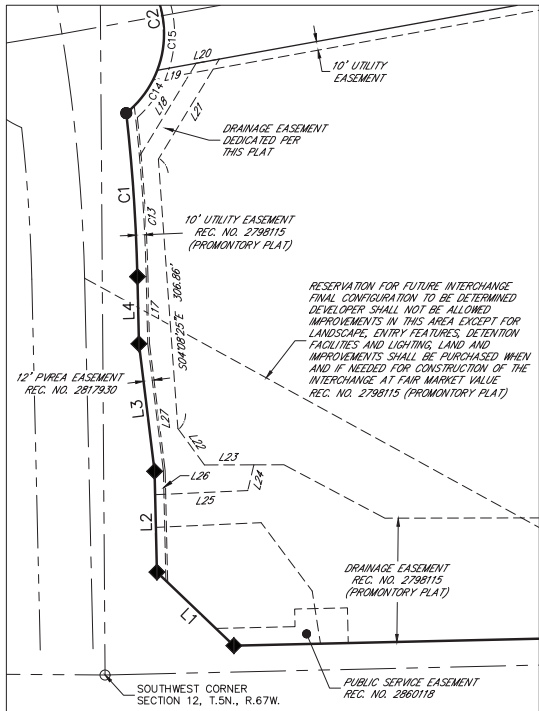 C2
C15
L20
L19
C14
L18
L21
10' UTILITY
EASEMENT
DRAINAGE EASEMENT
DEDICATED PER
THIS PLAT
C1
C13
10' UTILITY EASEMENT
REC. NO. 2798115
(PROMONTORY PLAT)
L4
L17
S04°08'25"E 306.86'
RESERVATION FOR FUTURE INTERCHANGE
FINAL CONFIGURATION TO BE DETERMINED
DEVELOPER SHALL NOT BE ALLOWED
IMPROVEMENTS IN THIS AREA EXCEPT FOR
LANDSCAPE, ENTRY FEATURES, DETENTION
FACILITIES AND LIGHTING, LAND AND
IMPROVEMENTS SHALL BE PURCHASED WHEN
AND IF NEEDED FOR CONSTRUCTION OF THE
INTERCHANGE AT FAIR MARKET VALUE
REC. NO. 2798115 (PROMONTORY PLAT)
12' PVREA EASEMENT
REC. NO. 2817930
L3
L27
L22
L23
L26
L24
L25
L2
DRAINAGE EASEMENT
REC. NO. 2798115
(PROMONTORY PLAT)
L1
PUBLIC SERVICE EASEMENT
REC. NO. 2860118
SOUTHWEST CORNER
SECTION 12, T.5N., R.67W.